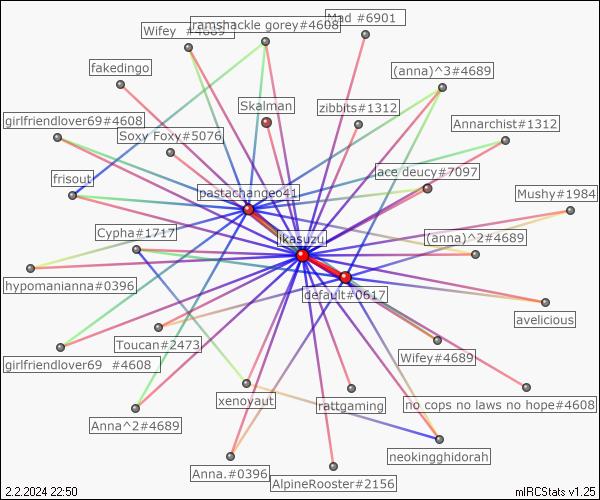 Mad #6901
Wifey #4689
ramshackle gorey#4608
fakedingo
(anna)^3#4689
Skalman
zibbits#1312
girlfriendlover69#4608
Annarchist#1312
Soxy Foxy#5076
ace deucy#7097
frisout
pastachangeo41
Mushy#1984
Cypha#1717
ikasuzu
(anna)^2#4689
hypomanianna#0396
default#0617
avelicious
Toucan#2473
Wifey#4689
girlfriendlover69 #4608
xenoyaut
rattgaming
no cops no laws no hope#4608
Anna^2#4689
neokingghidorah
Anna.#0396
AlpineRooster#2156
2.2.2024 22:50
mIRCStats v1.25